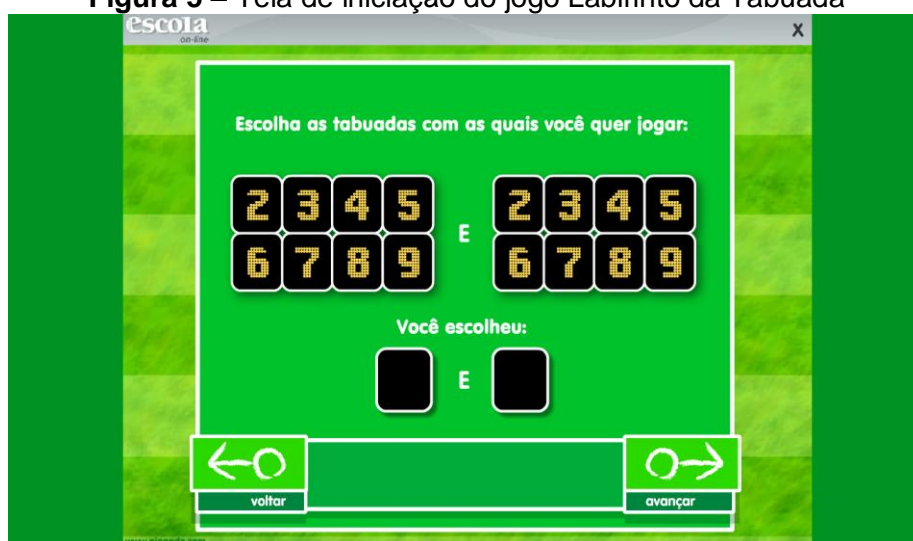 Figura 5 – Tela de iniciação do jogo Labirinto da Tabuada
escola
on-line
X
Escolha as tabuadas com as quais você quer jogar:
2 3 4 5 E 2 3 4 5
6 7 8 9 6 7 8 9
Você escolheu:
E
voltar
avançar